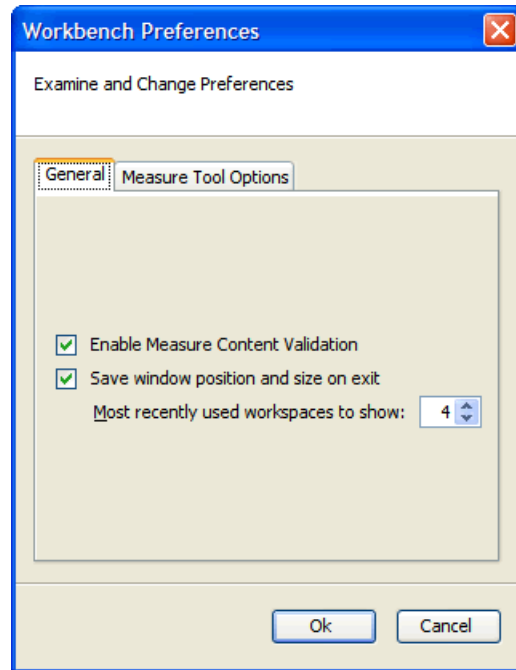 Workbench Preferences
Examine and Change Preferences
General Measure Tool Options
Enable Measure Content Validation
Save window position and size on exit
Most recently used workspaces to show: 4
Ok Cancel